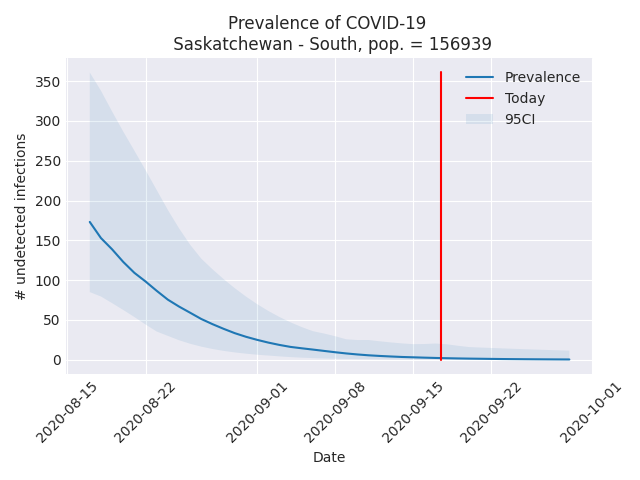 Prevalence of COVID-19
Saskatchewan - South, pop. = 156939
Prevalence
Today
95CI
# undetected infections
350
300
250
200
150
100
50
0
2020-08-15
2020-08-22
2020-09-01
2020-09-08
2020-09-15
2020-09-22
2020-10-01
Date